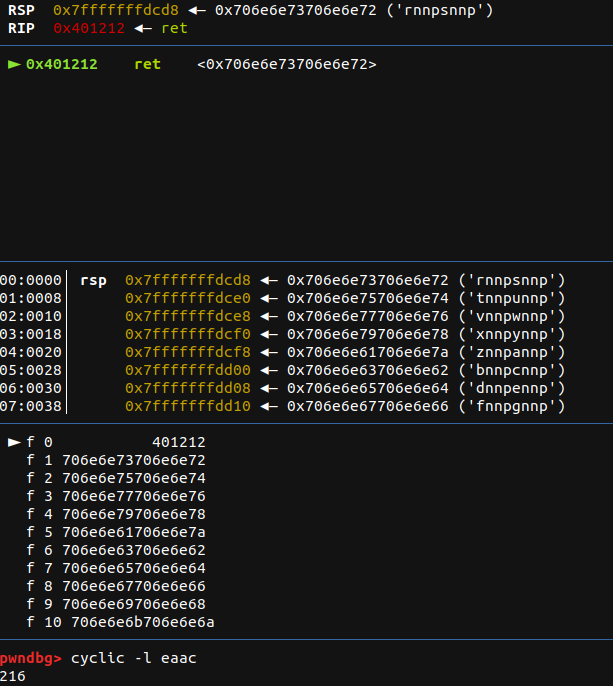 RSP  0x7fffffffdcd8 ◂— 0x706e6e73706e6e72 ('rnnpsnnp')
RIP  0x401212 ◂— ret
► 0x401212    ret    <0x706e6e73706e6e72>
00:0000│ rsp  0x7fffffffdcd8 ◂— 0x706e6e73706e6e72 ('rnnpsnnp')
01:0008│      0x7fffffffdce0 ◂— 0x706e6e75706e6e74 ('tnnpunnp')
02:0010│      0x7fffffffdce8 ◂— 0x706e6e77706e6e76 ('vnnpwnnp')
03:0018│      0x7fffffffdcf0 ◂— 0x706e6e79706e6e78 ('xnnpynnp')
04:0020│      0x7fffffffdcf8 ◂— 0x706e6e61706e6e7a ('znnpannp')
05:0028│      0x7fffffffdd00 ◂— 0x706e6e63706e6e62 ('bnnpcnnp')
06:0030│      0x7fffffffdd08 ◂— 0x706e6e65706e6e64 ('dnnpennp')
07:0038│      0x7fffffffdd10 ◂— 0x706e6e67706e6e66 ('fnnpgnnp')
► f 0           401212
f 1 706e6e73706e6e72
f 2 706e6e75706e6e74
f 3 706e6e77706e6e76
f 4 706e6e79706e6e78
f 5 706e6e61706e6e7a
f 6 706e6e63706e6e62
f 7 706e6e65706e6e64
f 8 706e6e67706e6e66
f 9 706e6e69706e6e68
f 10 706e6e6b706e6e6a
pwndbg> cyclic -l eaac
216